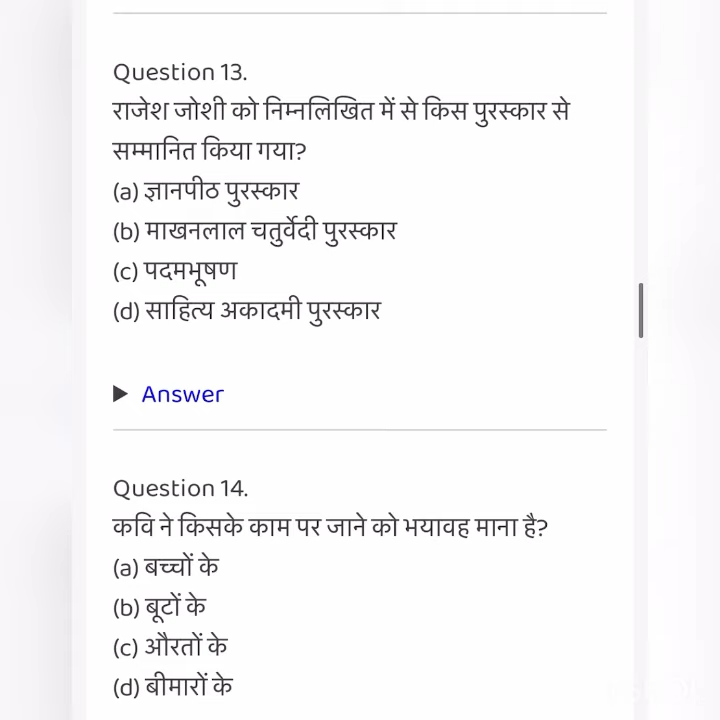 Question 13.
राजेश जोशी को निम्नलिखित में से किस पुरस्कार से
सम्मानित किया गया?
(a) ज्ञानपीठ पुरस्कार
(b) माखनलाल चतुर्वेदी पुरस्कार
(c) पदमभूषण
(d) साहित्य अकादमी पुरस्कार
Answer
Question 14.
कवि ने किसके काम पर जाने को भयावह माना है?
(a) बच्चों के
(b) बूटों के
(c) औरतों के
(d) बीमारों के